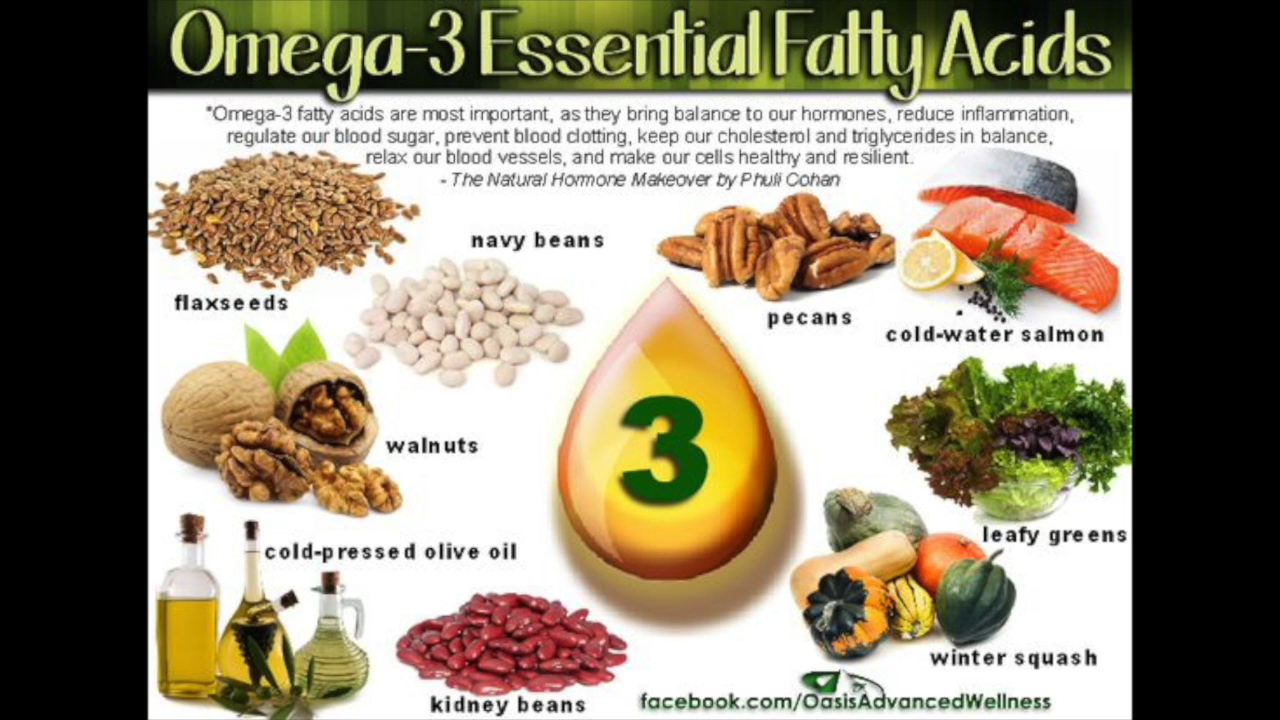 Omega-3 Essential Fatty Acids
"Omega-3 fatty acids are most important, as they bring balance to our hormones, reduce inflammation,
regulate our blood sugar, prevent blood clotting, keep our cholesterol and triglycerides in balance,
relax our blood vessels, and make our cells healthy and resilient.
- The Natural Hormone Makeover by Phuli Cohan
navy beans
flaxseeds
pecans
cold-water salmon
walnuts
3
leafy greens
cold-pressed olive oil
winter squash
kidney beans
facebook.com/OasisAdvancedWellness